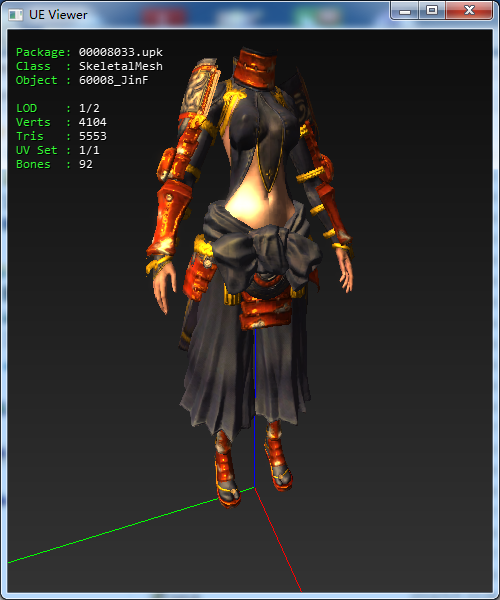 UE Viewer
Package: 00008033.upk
Class : SkeletalMesh
Object : 60008_JinF
LOD : 1/2
Verts : 4104
Tris : 5553
UV Set : 1/1
Bones : 92